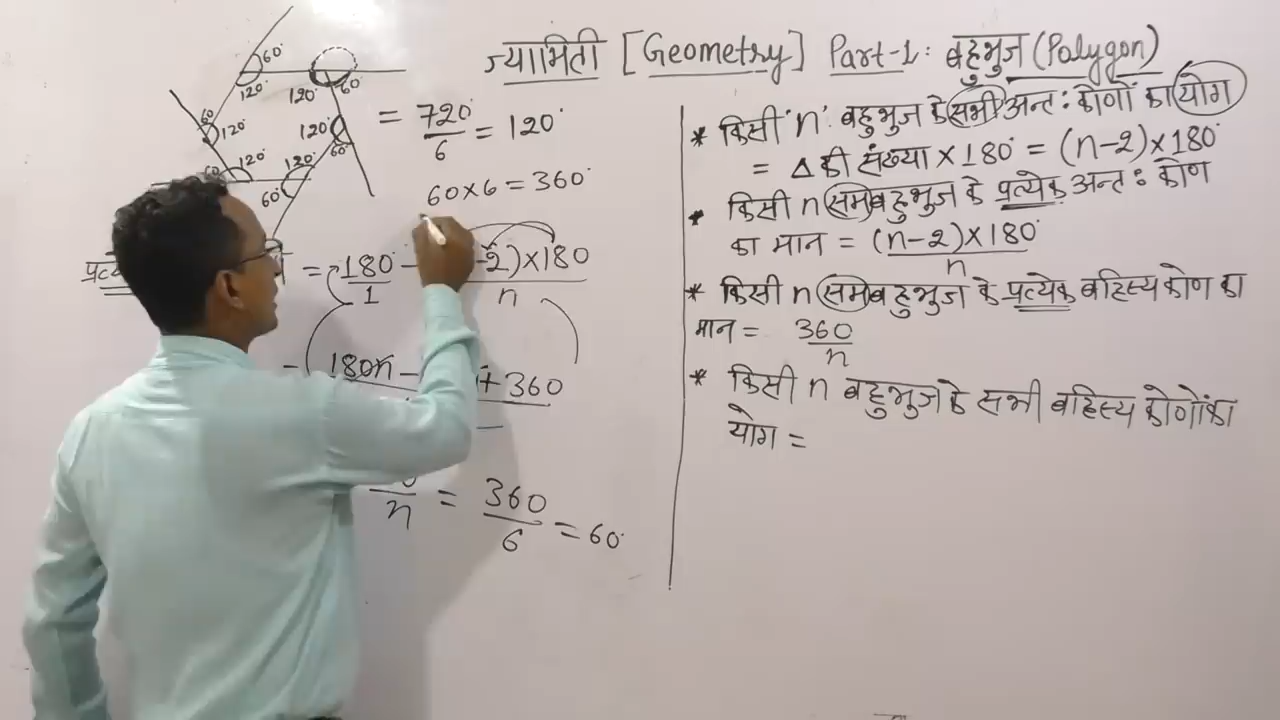 ज्यामिती [Geometry] Part-1: बहुभुज (Polygon)
60°
120° 120° 60°
60 120° 120°
60 120° 120° 60°
60°
= 720° / 6 = 120°
60×6 = 360°
= 180° / 1 - -2)×180 / n
- 180n - + 360
n = 360 / 6 = 60°
* किसी 'n' बहुभुज के सभी अन्त: कोणों का योग
= Δ की संख्या × 180° = (n-2)×180°
* किसी n सम बहुभुज के प्रत्येक अन्त: कोण
का मान = (n-2)×180° / n
* किसी n सम बहुभुज के प्रत्येक बहिस्य कोण का
मान = 360 / n
* किसी n बहुभुज के सभी बहिस्य कोणों का
योग =